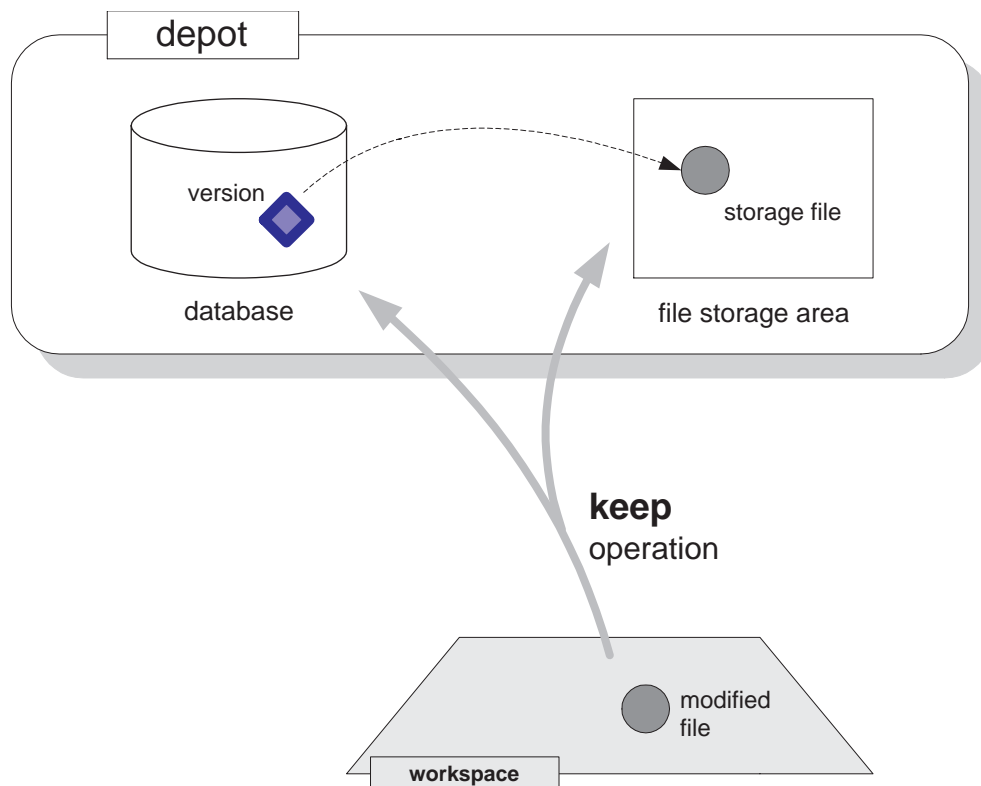 depot
version
storage file
database
file storage area
keep
operation
modified
file
workspace